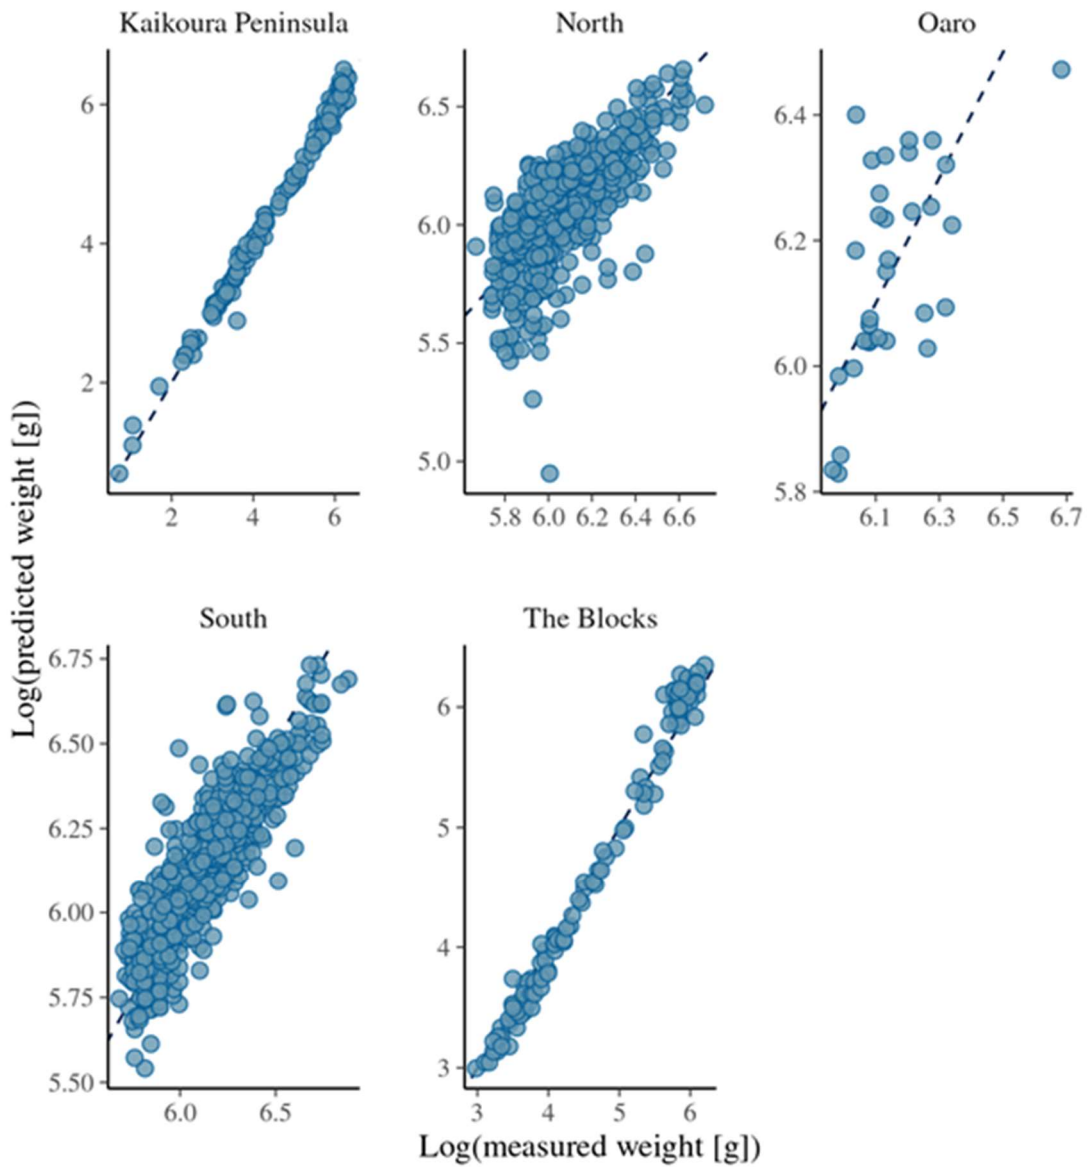 Kaikoura Peninsula
North
Oaro
6
4
2
2 4 6
6.5
6.0
5.5
5.0
5.8 6.0 6.2 6.4 6.6
6.4
6.2
6.0
5.8
6.1 6.3 6.5 6.7
Log(predicted weight [g])
South
The Blocks
6.75
6.50
6.25
6.00
5.75
5.50
6.0 6.5
6
5
4
3
3 4 5 6
Log(measured weight [g])